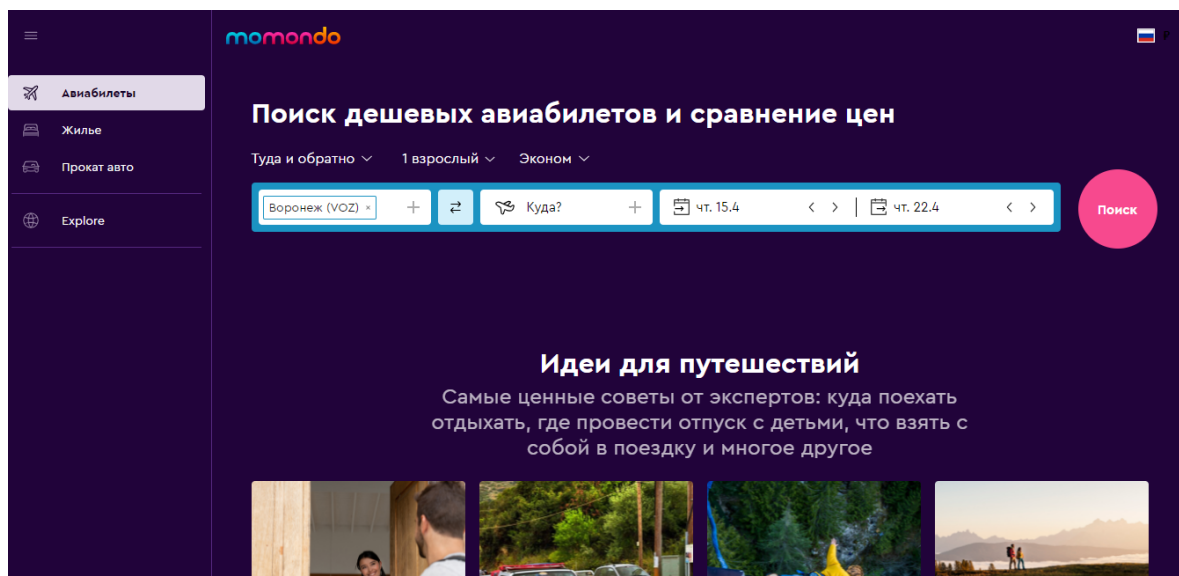 momondo
₽
Авиабилеты
Жилье
Прокат авто
Explore
Поиск дешевых авиабилетов и сравнение цен
Туда и обратно 1 взрослый Эконом
Воронеж (VOZ) × Куда? чт. 15.4 чт. 22.4 Поиск
Идеи для путешествий
Самые ценные советы от экспертов: куда поехать
отдыхать, где провести отпуск с детьми, что взять с
собой в поездку и многое другое